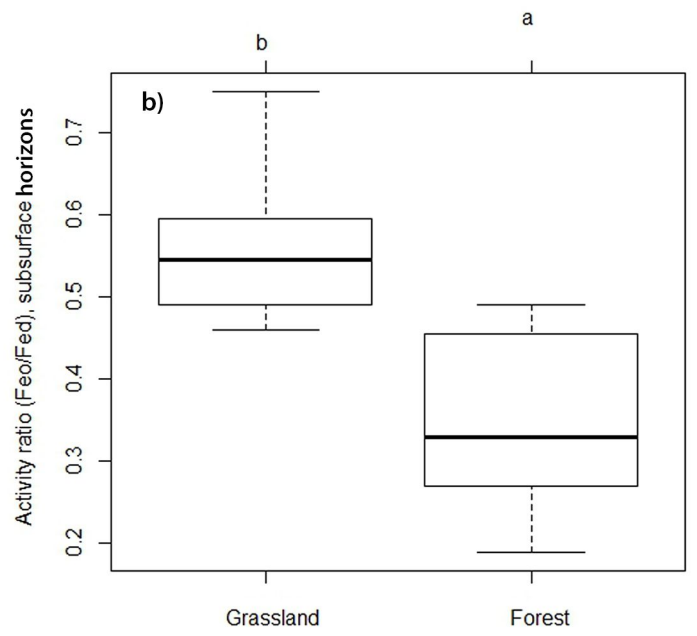 a
b
b)
Activity ratio (Feo/Fed), subsurface horizons
0.7
0.6
0.5
0.4
0.3
0.2
Grassland
Forest